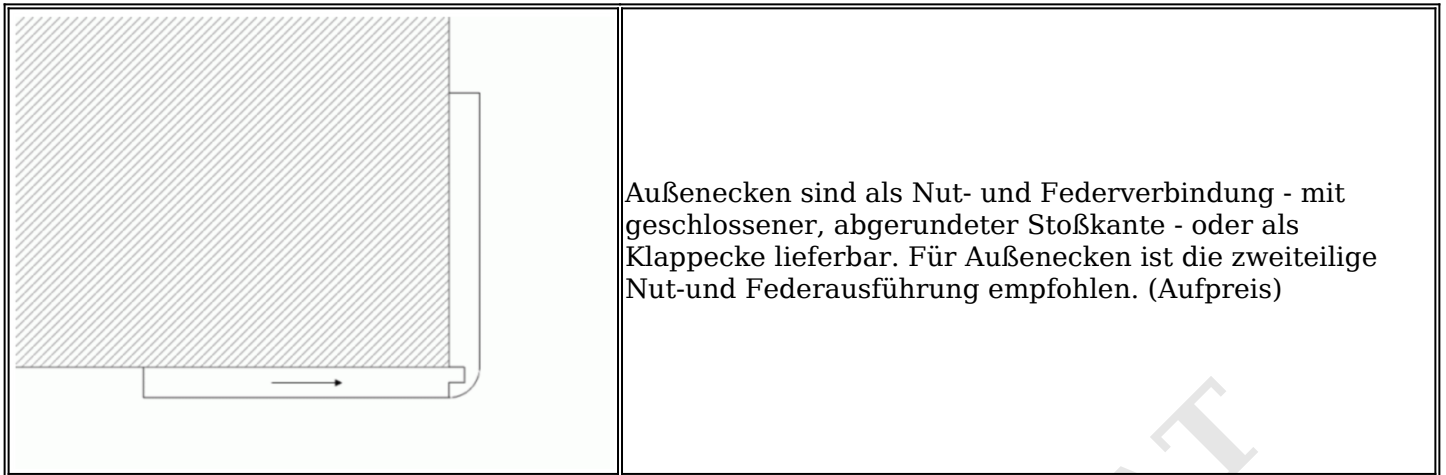 Außenecken sind als Nut- und Federverbindung - mit
geschlossener, abgerundeter Stoßkante - oder als
Klappecke lieferbar. Für Außenecken ist die zweiteilige
Nut-und Federausführung empfohlen. (Aufpreis)
T